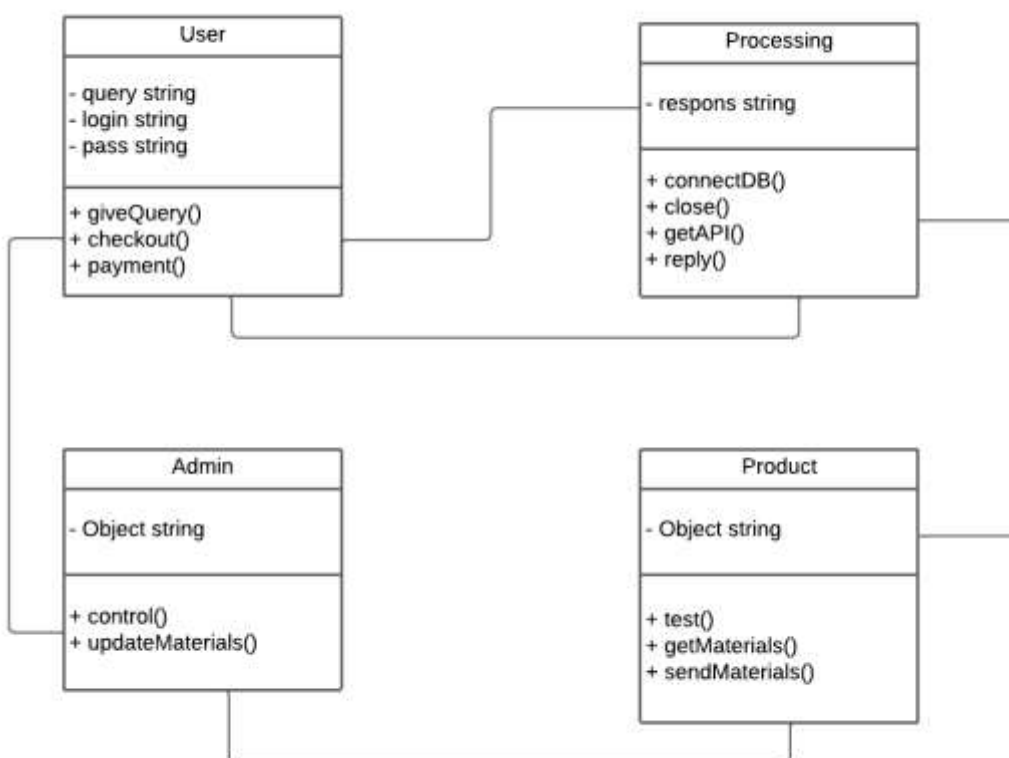 User
- query string
- login string
- pass string
+ giveQuery()
+ checkout()
+ payment()
Processing
- respons string
+ connectDB()
+ close()
+ getAPI()
+ reply()
Admin
- Object string
+ control()
+ updateMaterials()
Product
- Object string
+ test()
+ getMaterials()
+ sendMaterials()